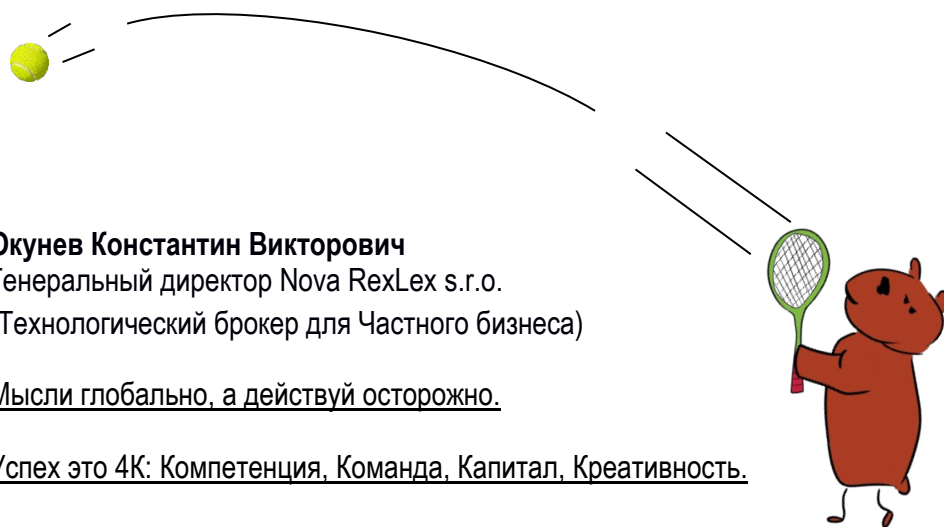 Окунев Константин Викторович
Генеральный директор Nova RexLex s.r.o.
Технологический брокер для Частного бизнеса)
Мысли глобально, а действуй осторожно.
Успех это 4К: Компетенция, Команда, Капитал, Креативность.